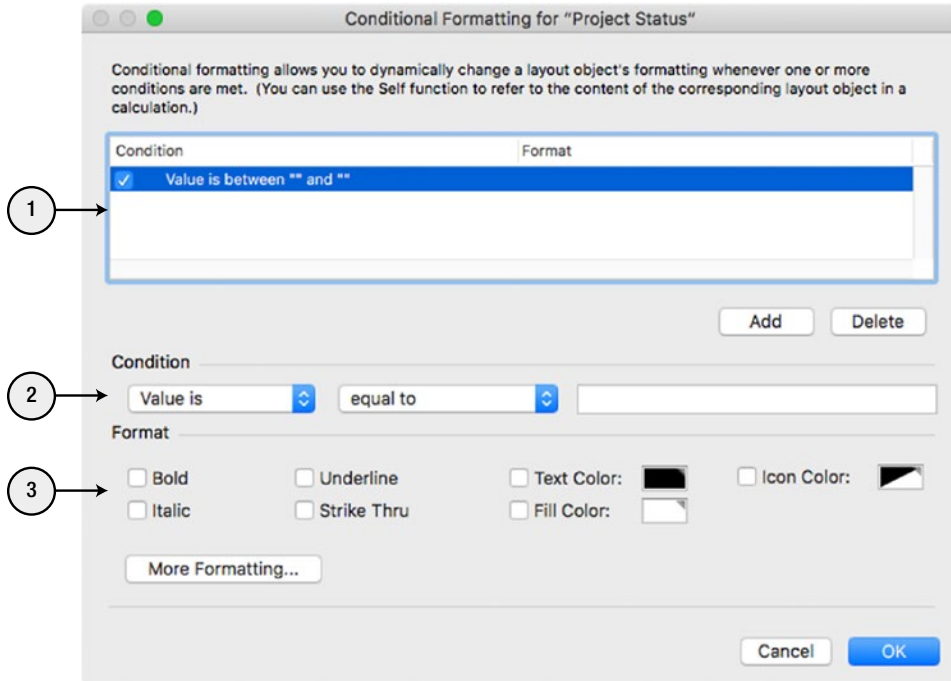 Conditional Formatting for “Project Status“
Conditional formatting allows you to dynamically change a layout object's formatting whenever one or more
conditions are met. (You can use the Self function to refer to the content of the corresponding layout object in a
calculation.)
Condition Format
Value is between "" and ""
1
Add Delete
Condition
2 Value is equal to
Format
Bold Underline Text Color: Icon Color:
3
Italic Strike Thru Fill Color:
More Formatting...
Cancel OK